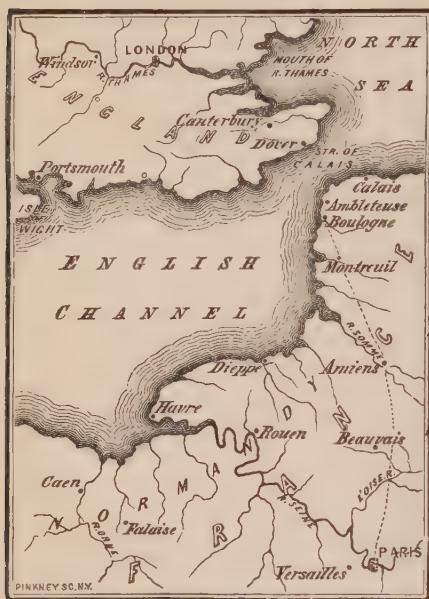 NORTH
SEA
LONDON
Windsor
R. THAMES
MOUTH OF
R. THAMES
ENGLAND
Canterbury
Dover
STR. OF
CALAIS
Portsmouth
ISLE
WIGHT
Calais
Ambleteuse
Boulogne
ENGLISH
CHANNEL
Montreuil
R. SOMME
Dieppe
Amiens
Havre
Rouen
Beauvais
L'OISE R.
Caen
NORMANDY
R. ORNE
Falaise
R. SEINE
FRANCE
PARIS
Versailles
PINKNEY SC. N.Y.